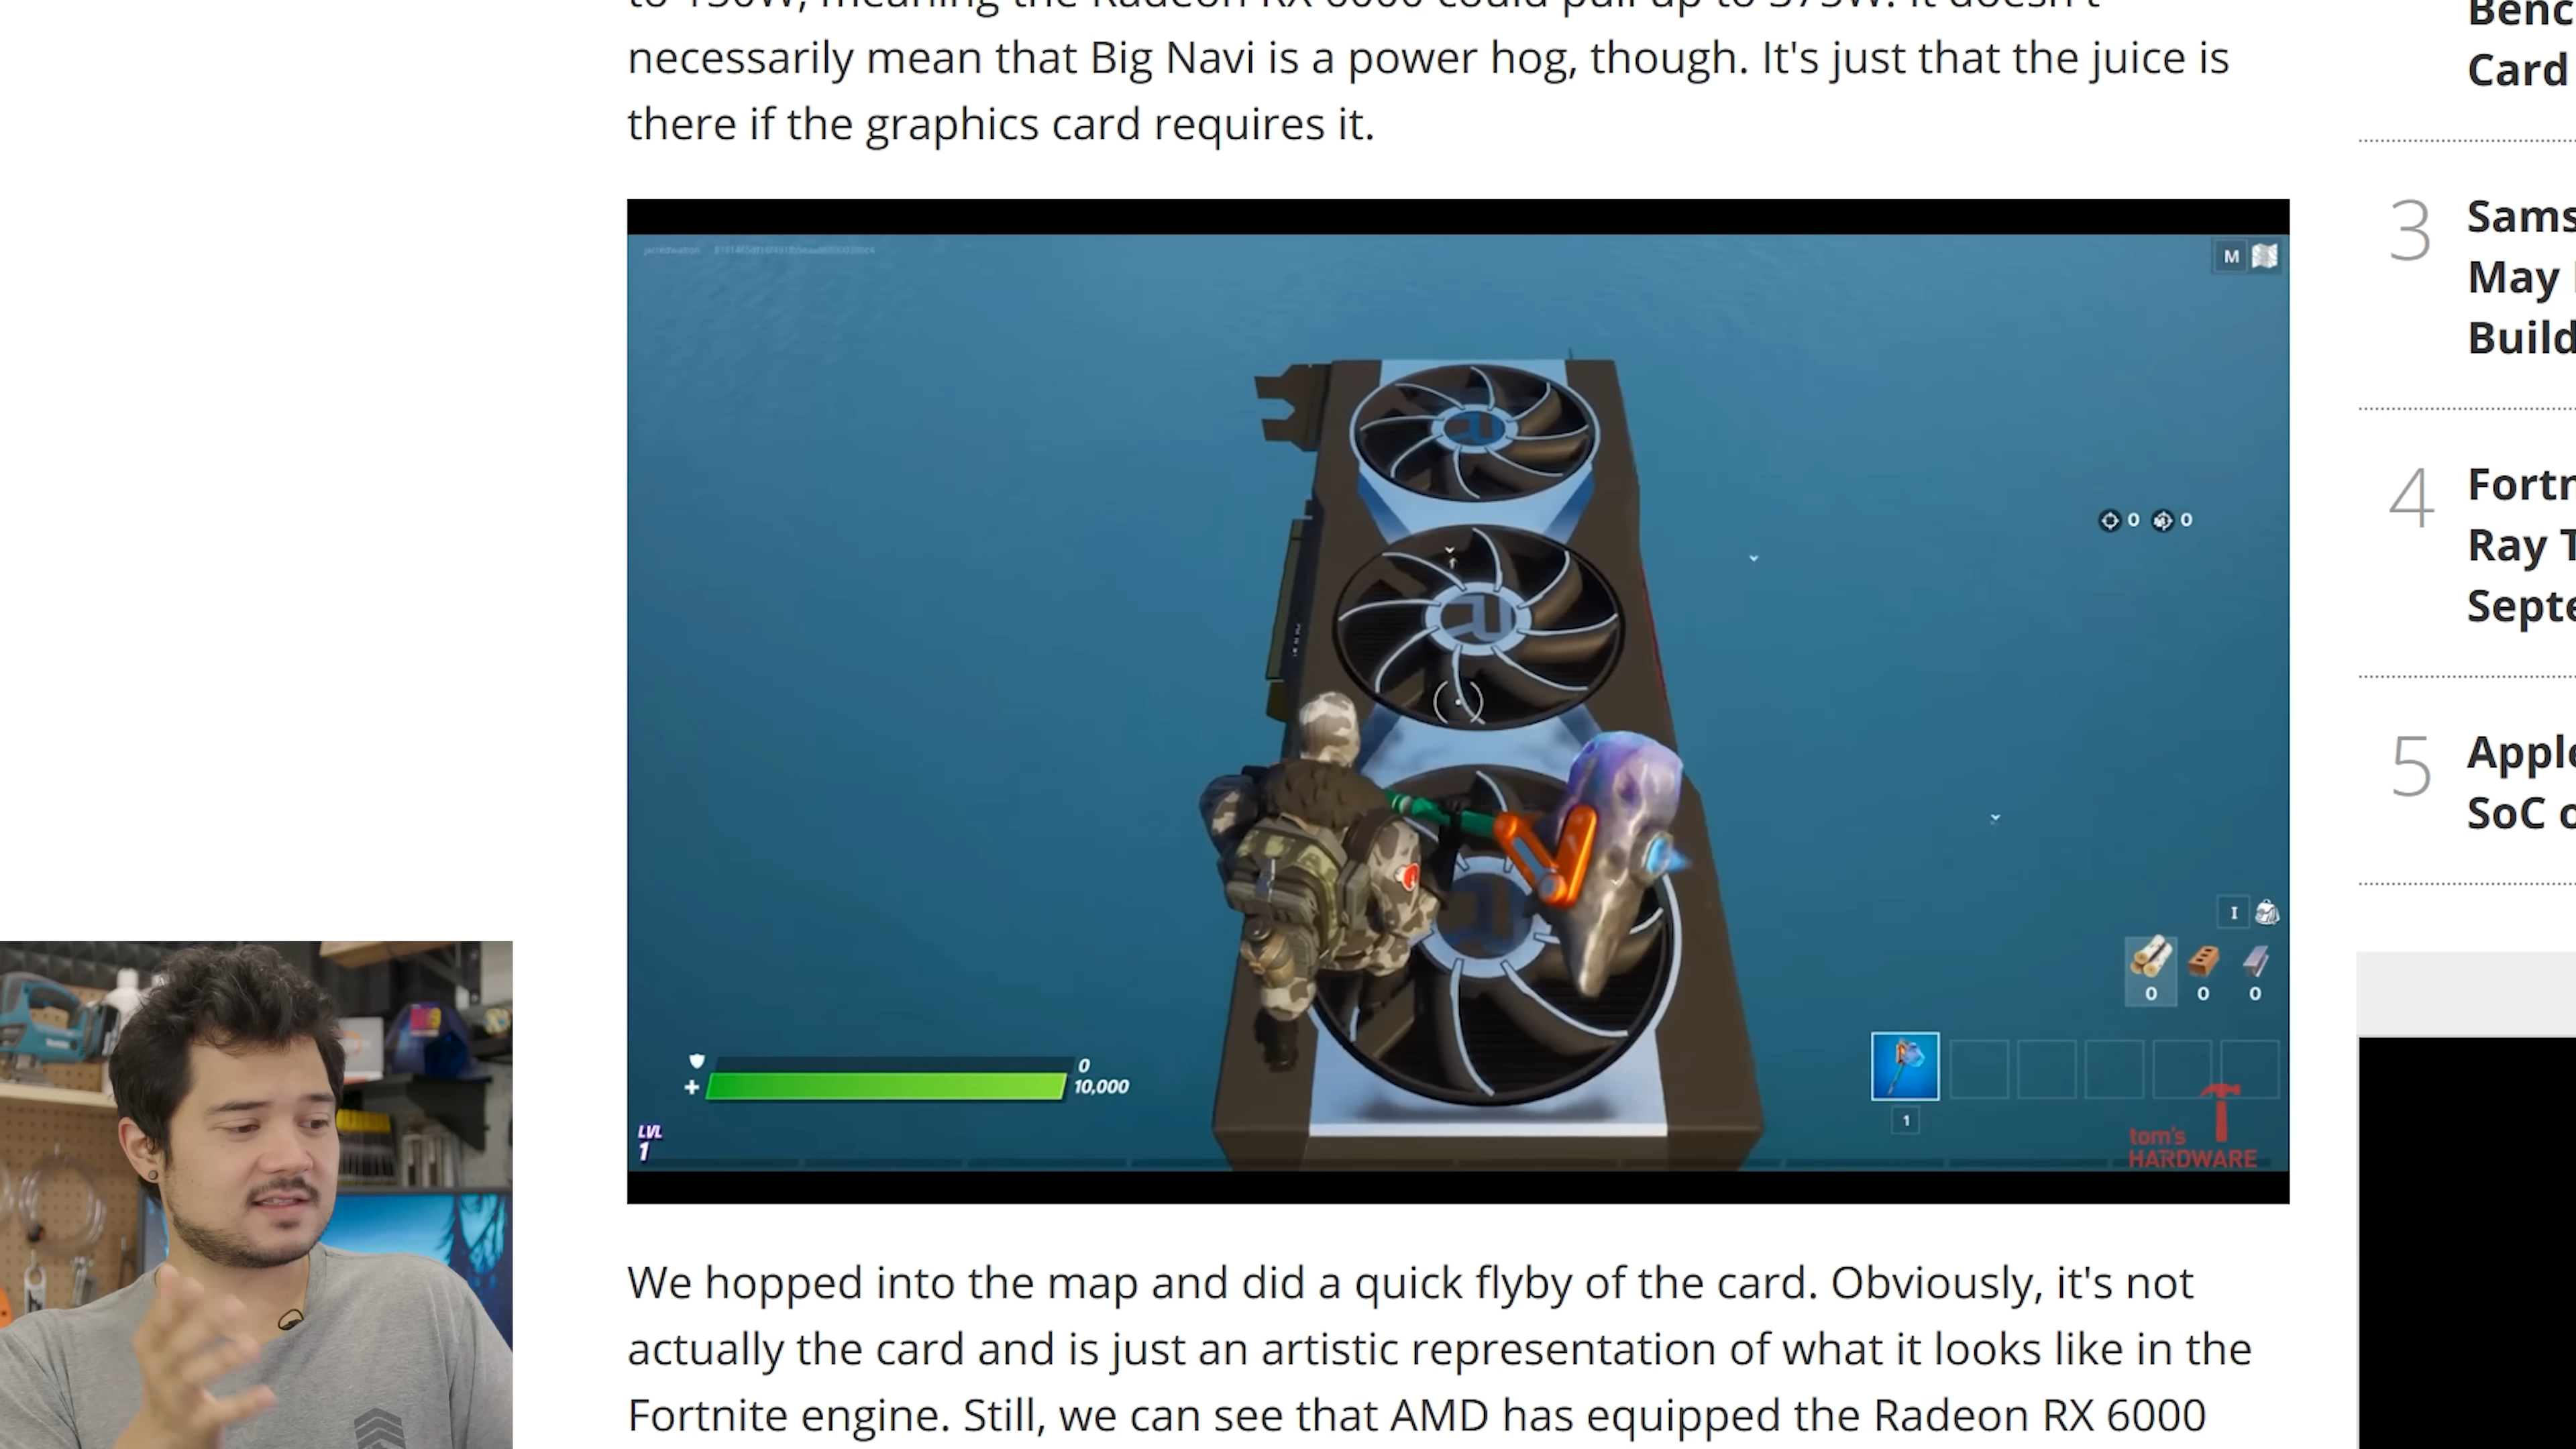 necessarily mean that Big Navi is a power hog, though. It's just that the juice is
there if the graphics card requires it.
M
0 0
I
0 0 0
0
10,000
LVL
1
1
tom's
HARDWARE
We hopped into the map and did a quick flyby of the card. Obviously, it's not
actually the card and is just an artistic representation of what it looks like in the
Fortnite engine. Still, we can see that AMD has equipped the Radeon RX 6000
Card
3
May
Build
4
Ray
5
SoC